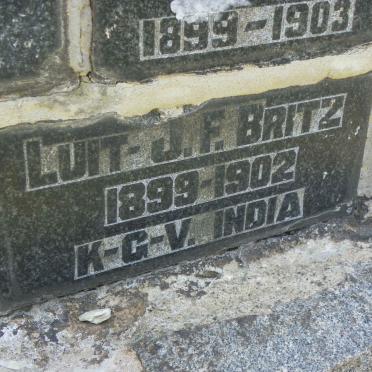 1899-1903
LUIT- J. F. BRITZ
1899-1902
K-G-V. INDIA